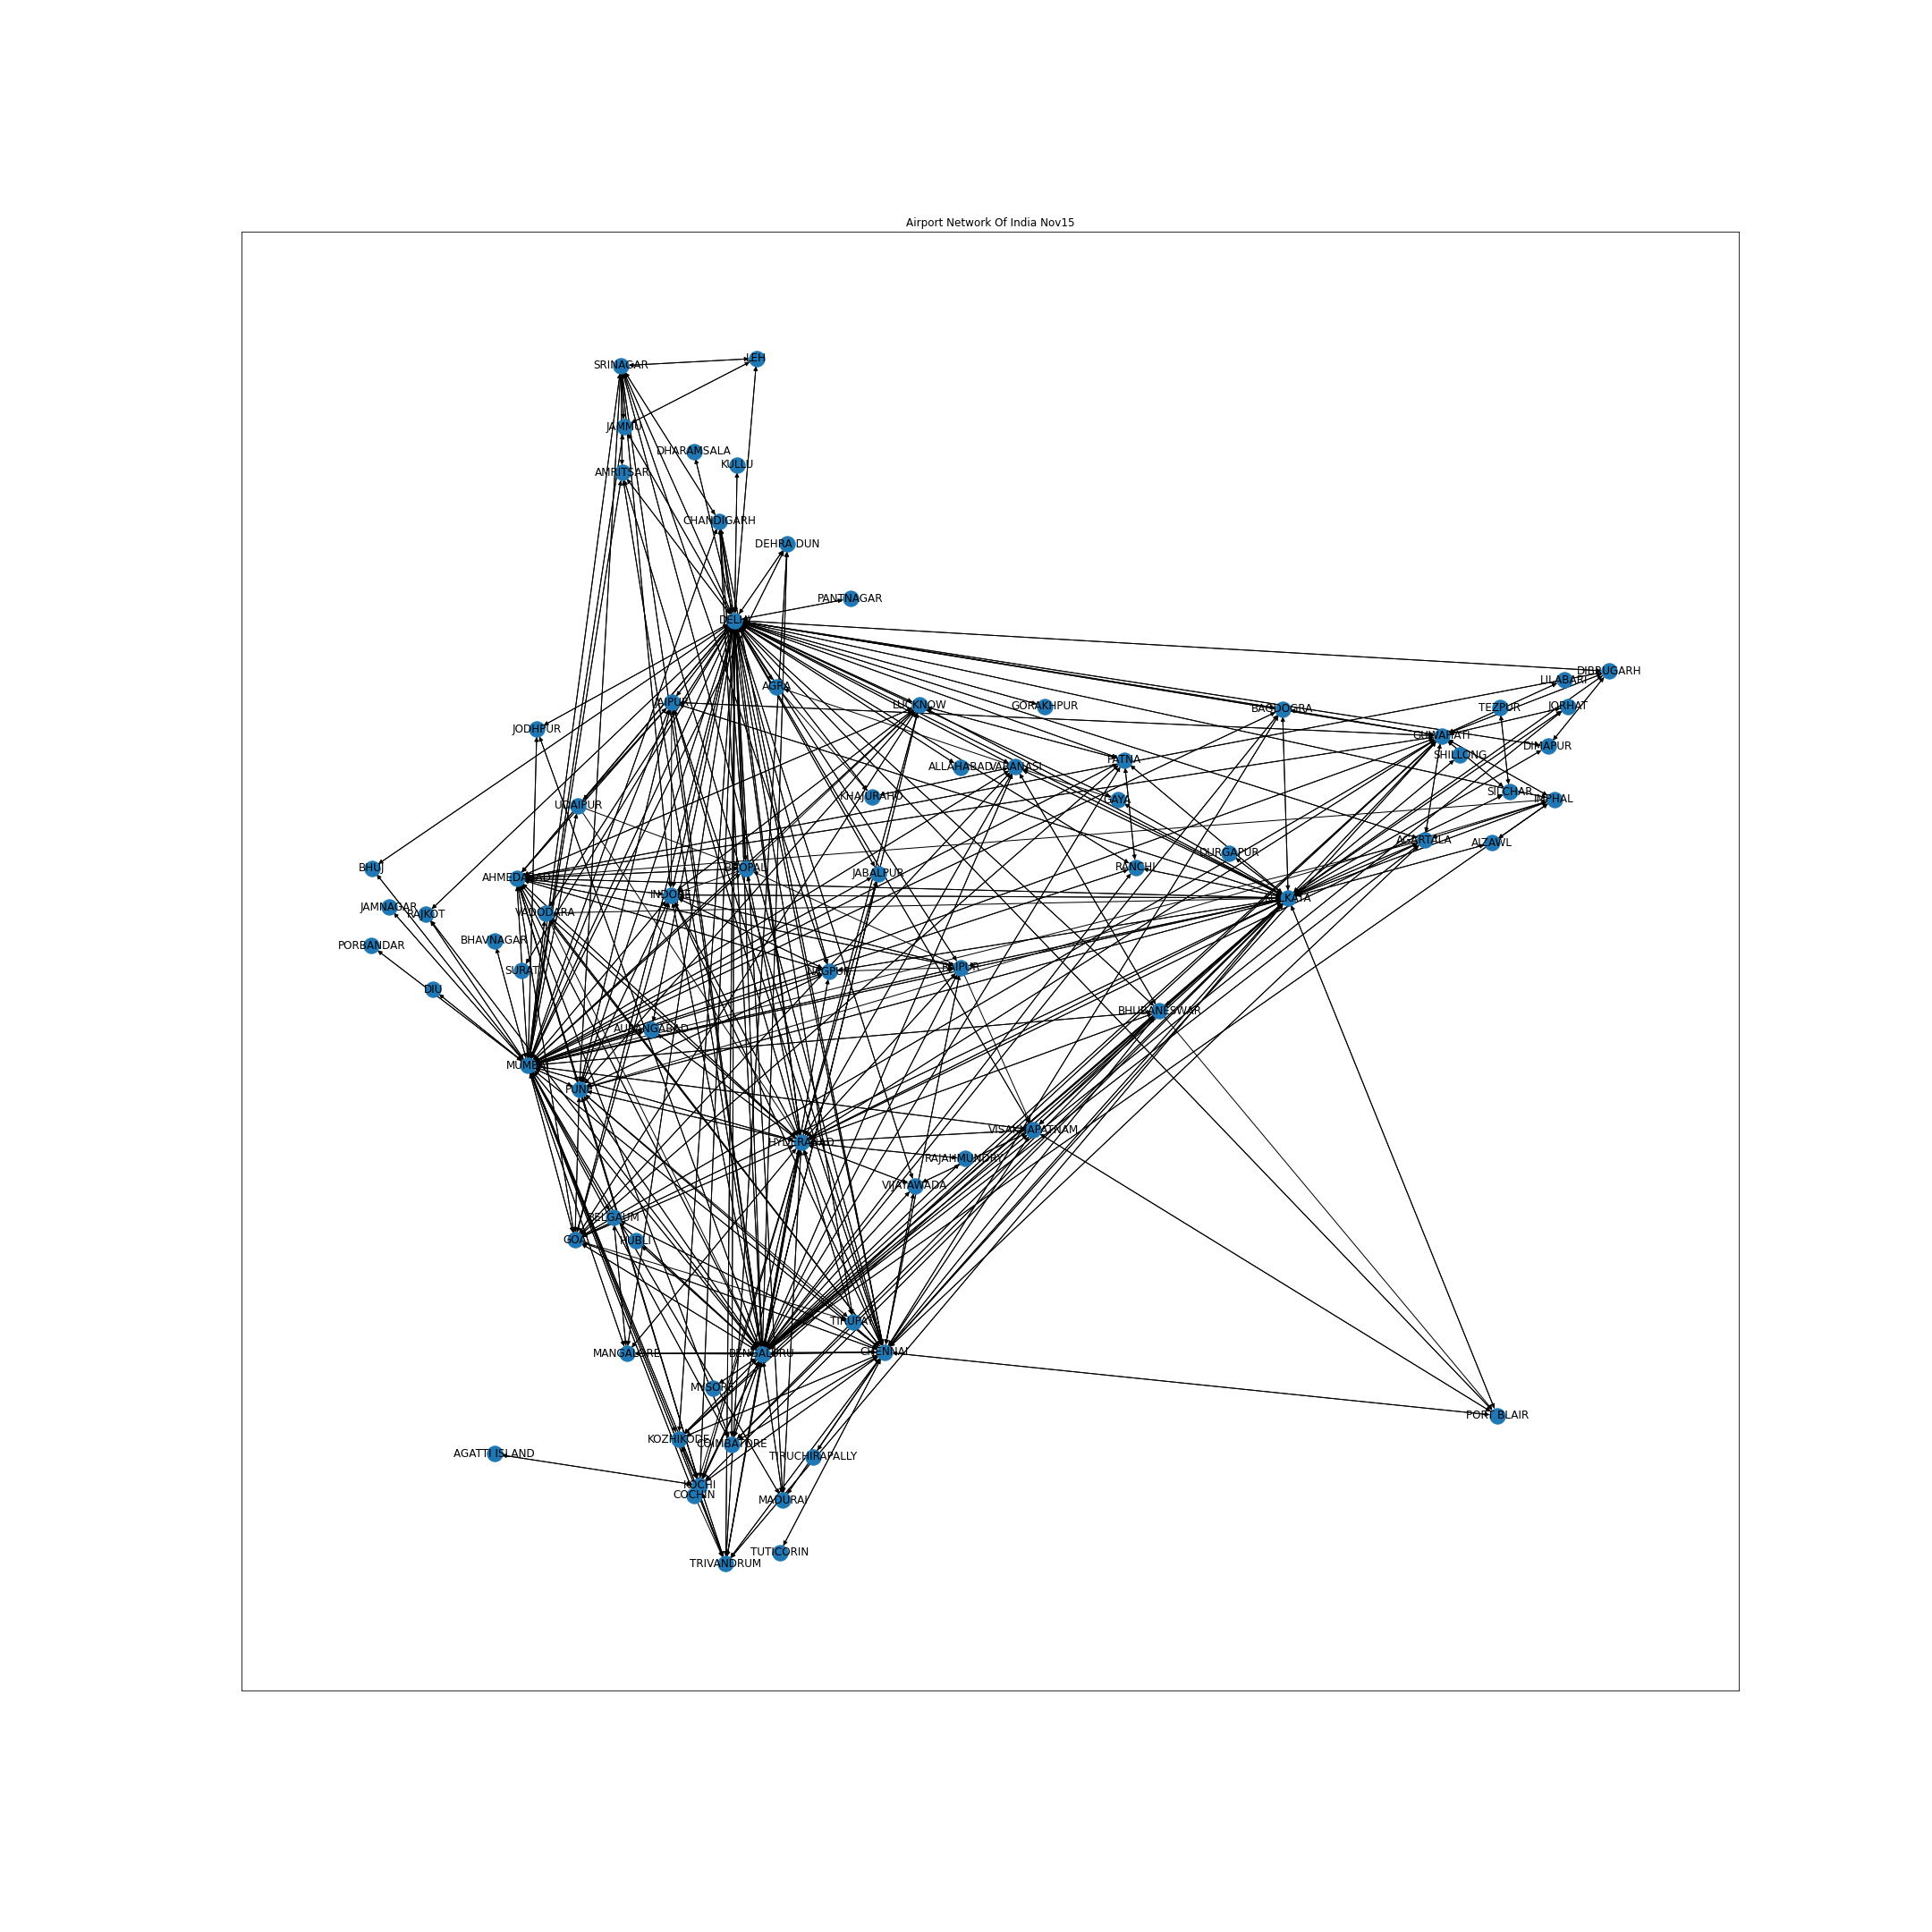 Airport Network Of India Nov15
LEH
SRINAGAR
JAMMU
DHARAMSALA
KULLU
AMRITSAR
CHANDIGARH
DEHRA DUN
PANTNAGAR
DELHI
DIBRUGARH
LILABARI
AGRA
JAIPUR
LUCKNOW
GORAKHPUR
BAGDOGRA
TEZPUR
JORHAT
JODHPUR
GUWAHATI
DIMAPUR
SHILLONG
PATNA
ALLAHABAD
VARANASI
KHAJURAHO
GAYA
SILCHAR
IMPHAL
UDAIPUR
AGARTALA
AIZAWL
DURGAPUR
RANCHI
BHUJ
BHOPAL
JABALPUR
AHMEDABAD
INDORE
KOLKATA
JAMNAGAR
RAJKOT
VADODARA
BHAVNAGAR
PORBANDAR
SURAT
NAGPUR
RAIPUR
DIU
BHUBANESWAR
AURANGABAD
MUMBAI
PUNE
VISAKHAPATNAM
HYDERABAD
RAJAHMUNDRY
VIJAYAWADA
BELGAUM
GOA
HUBLI
TIRUPATI
MANGALORE
BENGALURU
CHENNAI
MYSORE
PORT BLAIR
KOZHIKODE
COIMBATORE
AGATTI ISLAND
TIRUCHIRAPALLY
KOCHI
COCHIN
MADURAI
TUTICORIN
TRIVANDRUM